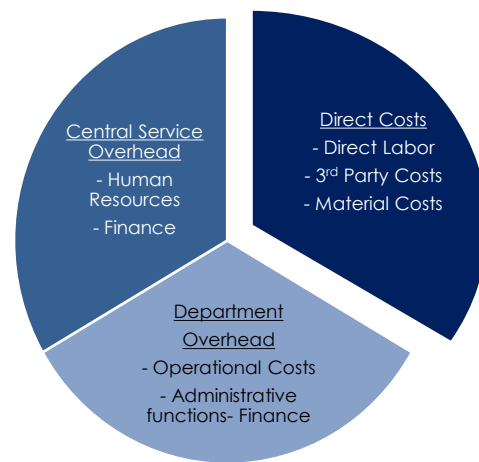 Central Service
Overhead
- Human
Resources
- Finance
Direct Costs
- Direct Labor
- 3rd Party Costs
- Material Costs
Department
Overhead
- Operational Costs
- Administrative
functions- Finance